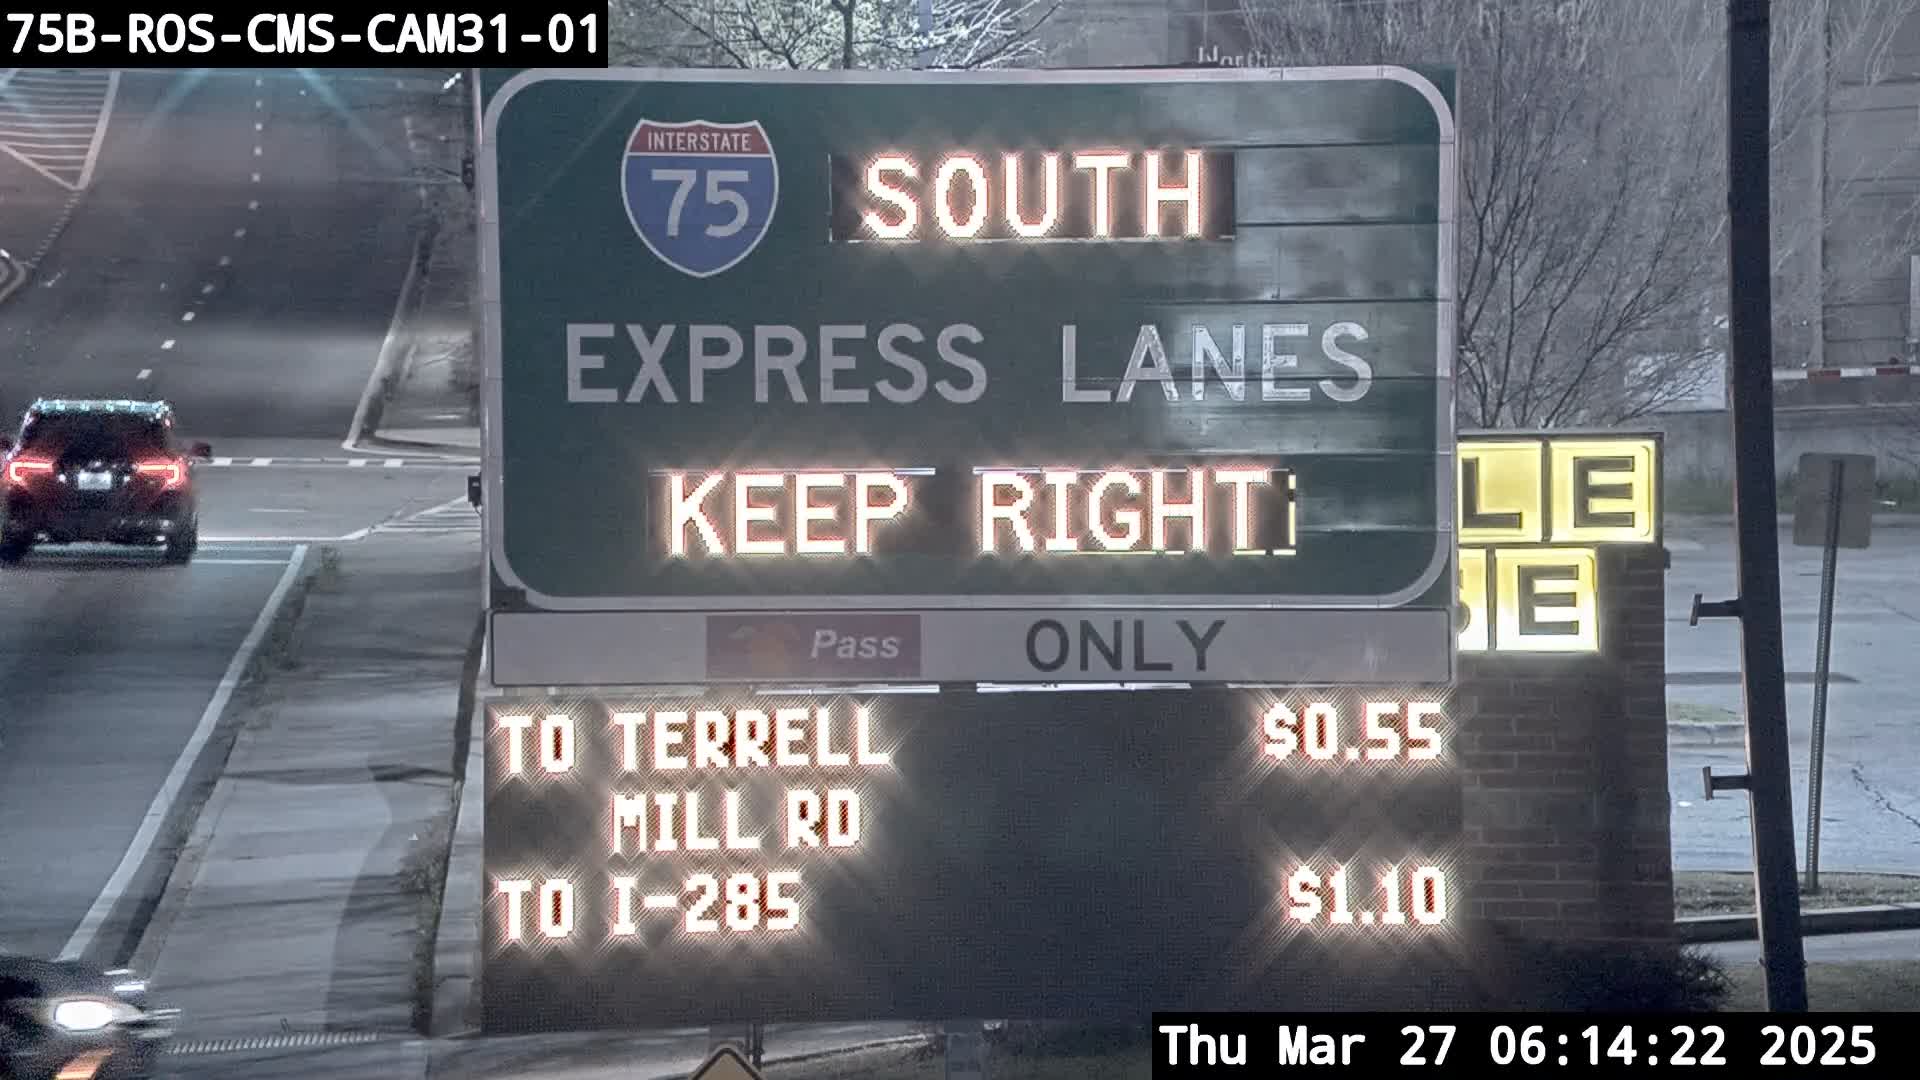 75B-ROS-CMS-CAM31-01
INTERSTATE
75
SOUTH
EXPRESS LANES
KEEP RIGHT
Pass ONLY
TO TERRELL $0.55
MILL RD
TO I-285 $1.10
LE
E
Thu Mar 27 06:14:22 2025